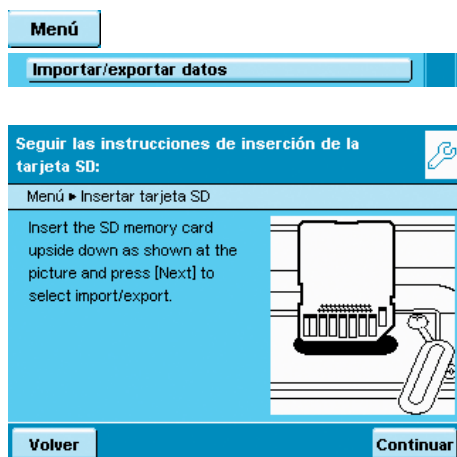 Menú
Importar/exportar datos
Seguir las instrucciones de inserción de la
tarjeta SD:
Menú ▸ Insertar tarjeta SD
Insert the SD memory card
upside down as shown at the
picture and press [Next] to
select import/export.
Volver
Continuar